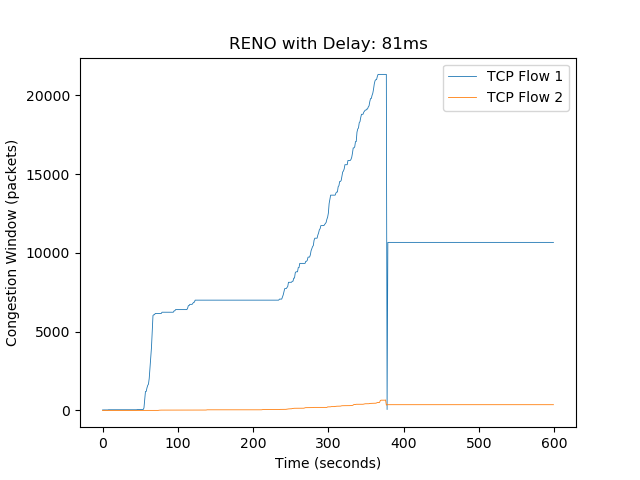 RENO with Delay: 81ms
TCP Flow 1
TCP Flow 2
Congestion Window (packets)
20000
15000
10000
5000
0
0 100 200 300 400 500 600
Time (seconds)